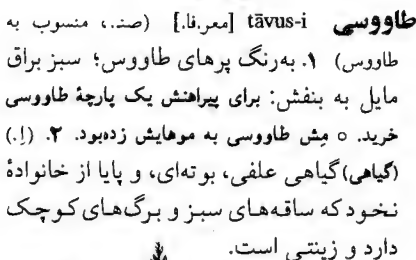 طاووسی tāvus-i [معر.فا.] (صند.، منسوب به
طاووس) ۱. به‌رنگ پرهای طاووس؛ سبز براق
مایل به بنفش: برای پیراهنش یک پارچهٔ طاووسی
خرید. ○ مِش طاووسی به موهایش زده‌بود. ۲. (اِ.)
(گیاهی) گیاهی علفی، بوته‌ای، و پایا از خانوادهٔ
نخود که ساقه‌های سبز و برگ‌های کوچک
دارد و زینتی است.